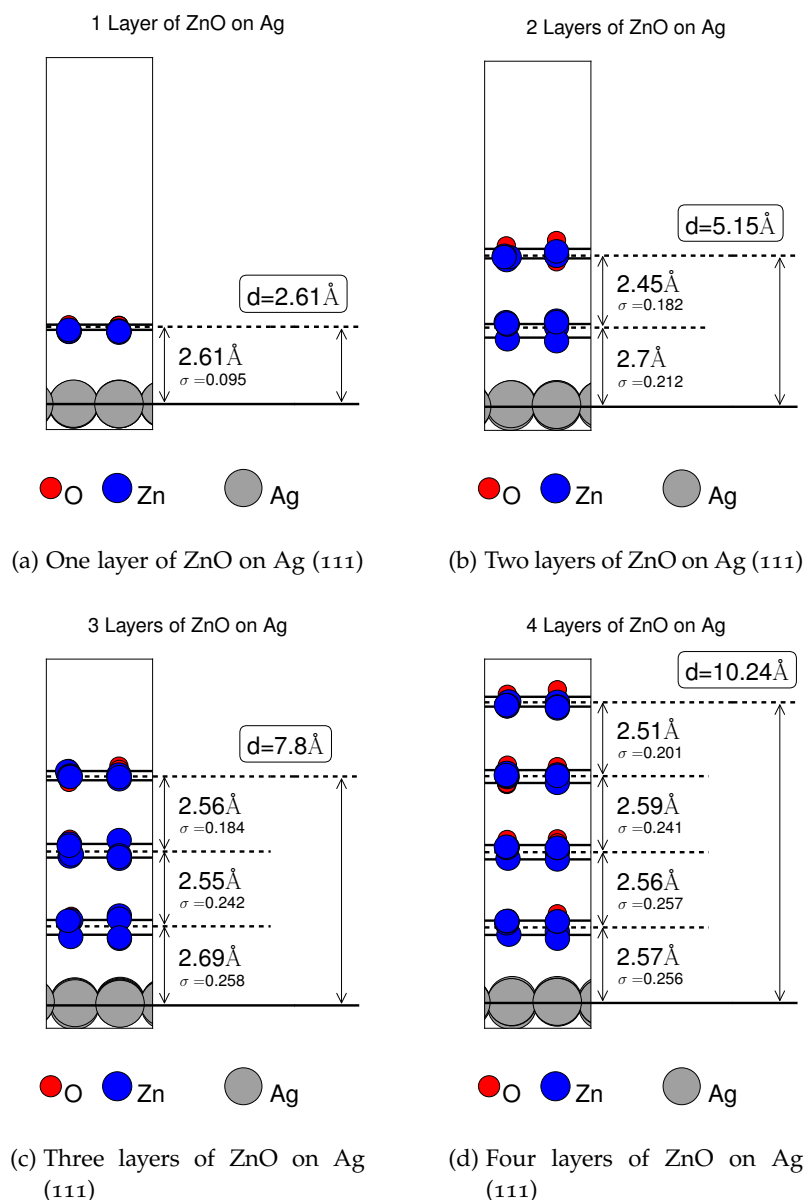 1 Layer of ZnO on Ag
d=2.61Å
2.61Å
σ =0.095
O Zn Ag
(a) One layer of ZnO on Ag (111)
2 Layers of ZnO on Ag
d=5.15Å
2.45Å
σ =0.182
2.7Å
σ =0.212
O Zn Ag
(b) Two layers of ZnO on Ag (111)
3 Layers of ZnO on Ag
d=7.8Å
2.56Å
σ =0.184
2.55Å
σ =0.242
2.69Å
σ =0.258
O Zn Ag
(c) Three layers of ZnO on Ag
(111)
4 Layers of ZnO on Ag
d=10.24Å
2.51Å
σ =0.201
2.59Å
σ =0.241
2.56Å
σ =0.257
2.57Å
σ =0.256
O Zn Ag
(d) Four layers of ZnO on Ag
(111)